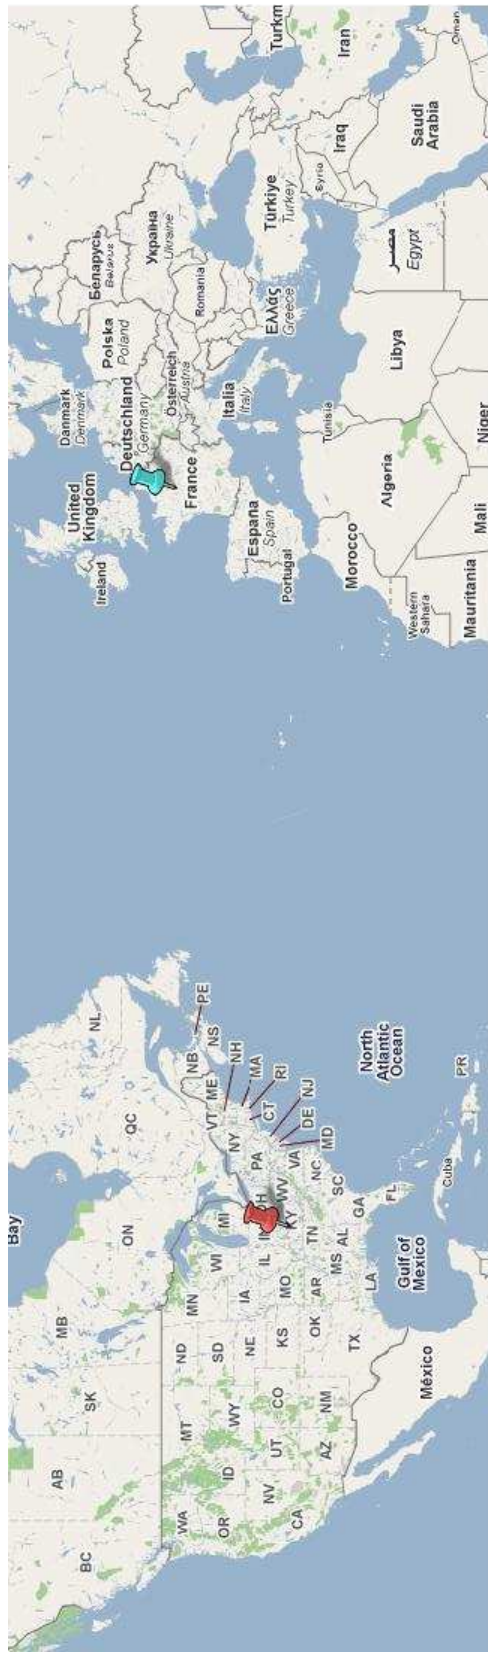 Bay
BC
AB
SK
MB
ON
QC
NL
WA
OR
CA
NV
ID
MT
WY
UT
AZ
CO
NM
ND
SD
NE
KS
OK
TX
MN
IA
MO
AR
LA
WI
IL
MI
KY
TN
MS
AL
GA
FL
SC
NC
WV
VA
PA
NY
VT
ME
NB
NS
PE
NH
MA
RI
CT
NJ
DE
MD
México
Gulf of
Mexico
Cuba
PR
North
Atlantic
Ocean
Ireland
United
Kingdom
Danmark
Denmark
Deutschland
Germany
Polska
Poland
Беларусь
Belarus
Україна
Ukraine
Österreich
Austria
Romania
France
España
Spain
Portugal
Italia
Italy
Ελλάς
Greece
Türkiye
Turkey
Syria
Iraq
Iran
Turkm
Saudi
Arabia
Oman
مصر
Egypt
Libya
Tunisia
Algeria
Morocco
Western
Sahara
Mauritania
Mali
Niger